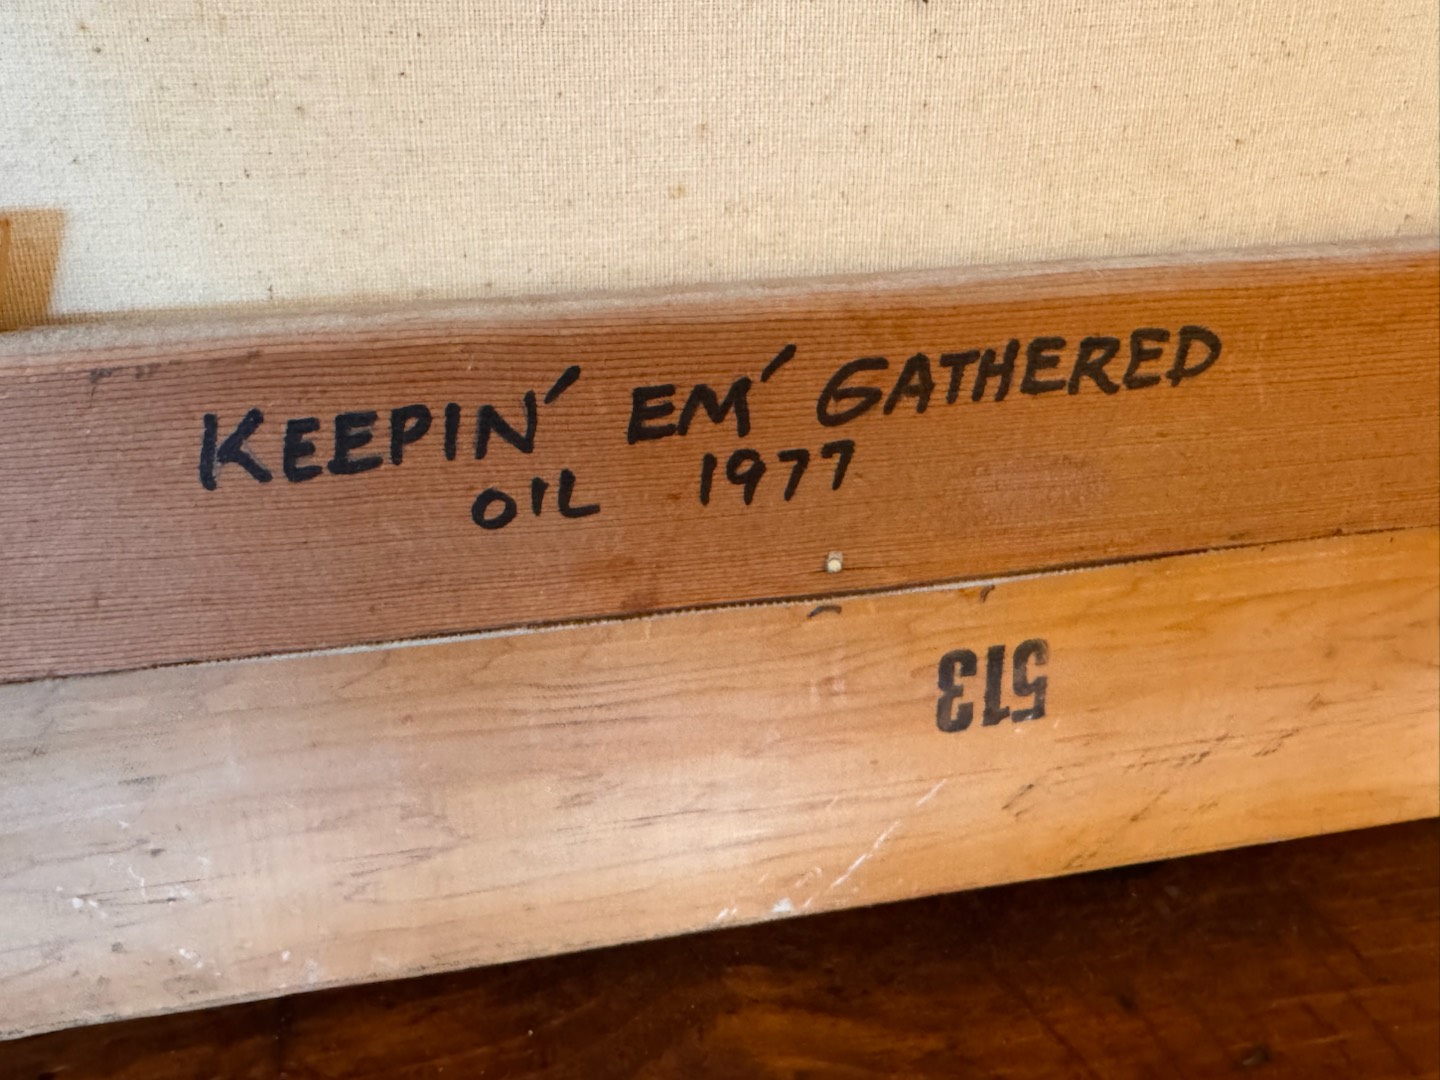 KEEPIN' EM' GATHERED
OIL 1977
513